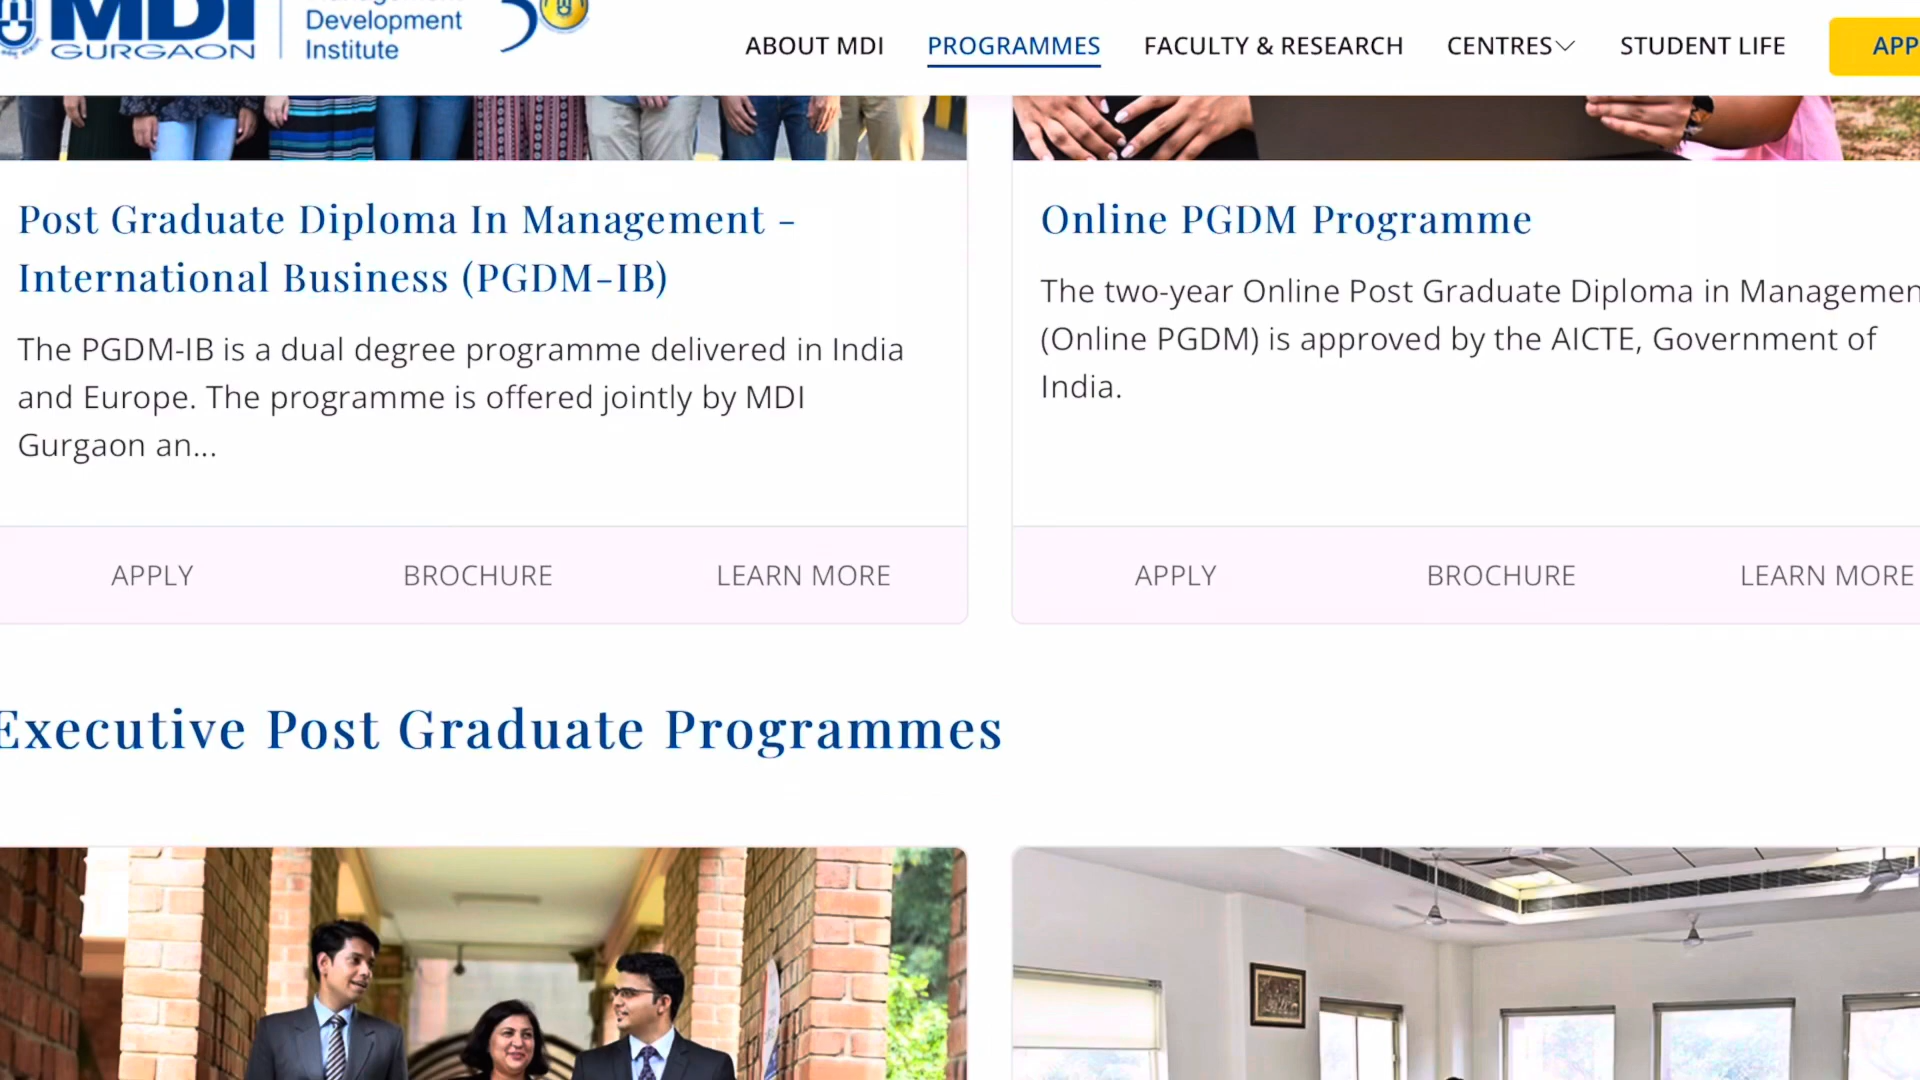 MDI
GURGAON
Development
Institute
ABOUT MDI
PROGRAMMES
FACULTY & RESEARCH
CENTRES
STUDENT LIFE
Post Graduate Diploma In Management -
International Business (PGDM-IB)
The PGDM-IB is a dual degree programme delivered in India
and Europe. The programme is offered jointly by MDI
Gurgaon an...
APPLY
BROCHURE
LEARN MORE
Online PGDM Programme
The two-year Online Post Graduate Diploma in Managemen
(Online PGDM) is approved by the AICTE, Government of
India.
APPLY
BROCHURE
LEARN MORE
Executive Post Graduate Programmes